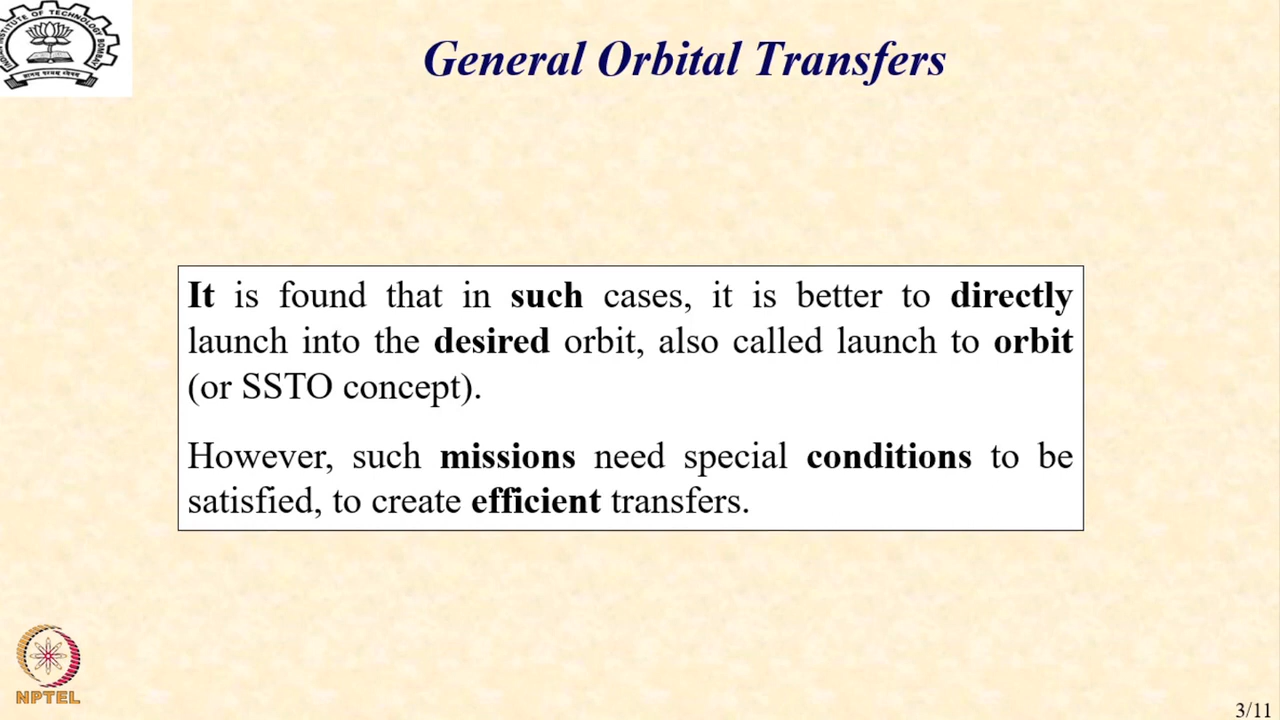 General Orbital Transfers
It is found that in such cases, it is better to directly
launch into the desired orbit, also called launch to orbit
(or SSTO concept).
However, such missions need special conditions to be
satisfied, to create efficient transfers.
NPTEL
3/11